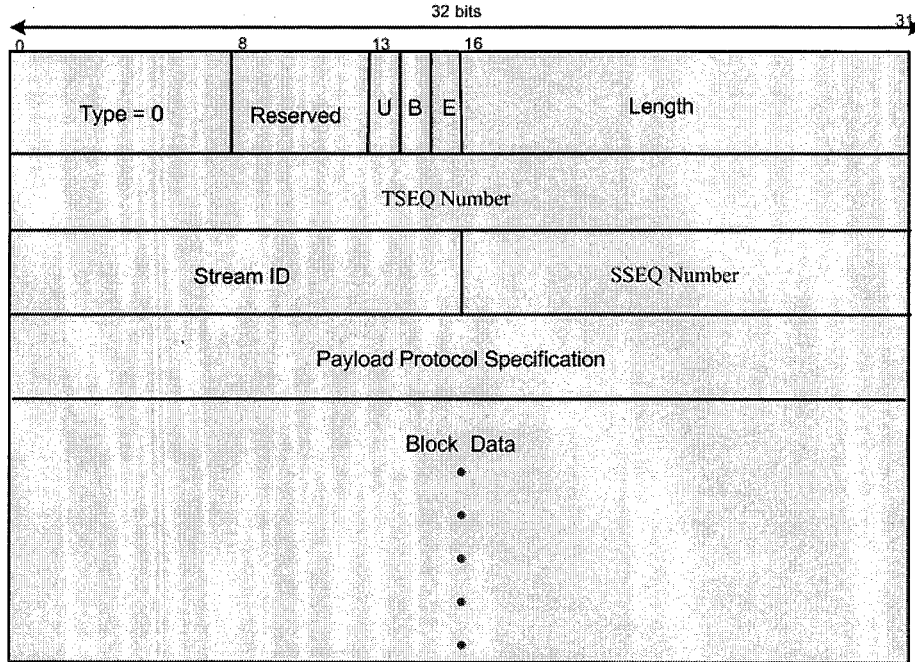 32 bits
0 8 13 16 31
Type = 0 Reserved U B E Length
TSEQ Number
Stream ID SSEQ Number
Payload Protocol Specification
Block Data